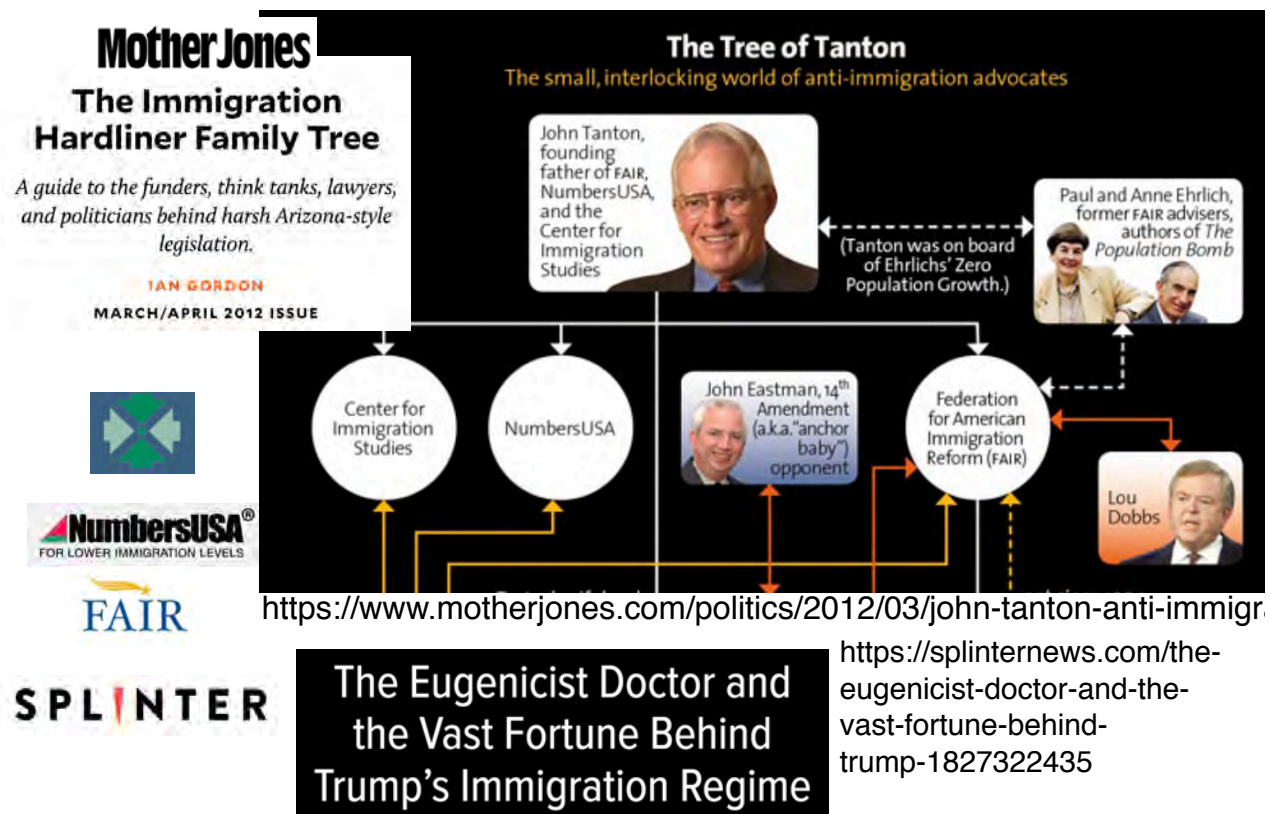 Mother Jones
The Immigration
Hardliner Family Tree
A guide to the funders, think tanks, lawyers,
and politicians behind harsh Arizona-style
legislation.
IAN GORDON
MARCH/APRIL 2012 ISSUE
The Tree of Tanton
The small, interlocking world of anti-immigration advocates
John Tanton,
founding
father of FAIR,
NumbersUSA,
and the
Center for
Immigration
Studies
(Tanton was on board
of Ehrlichs' Zero
Population Growth.)
Paul and Anne Ehrlich,
former FAIR advisers,
authors of The
Population Bomb
Center for
Immigration
Studies
NumbersUSA
John Eastman, 14th
Amendment
(a.k.a. "anchor
baby")
opponent
Federation
for American
Immigration
Reform (FAIR)
Lou
Dobbs
NumbersUSA®
FOR LOWER IMMIGRATION LEVELS
FAIR
https://www.motherjones.com/politics/2012/03/john-tanton-anti-immigra
SPLINTER
The Eugenicist Doctor and
the Vast Fortune Behind
Trump's Immigration Regime
https://splinternews.com/the-
eugenicist-doctor-and-the-
vast-fortune-behind-
trump-1827322435